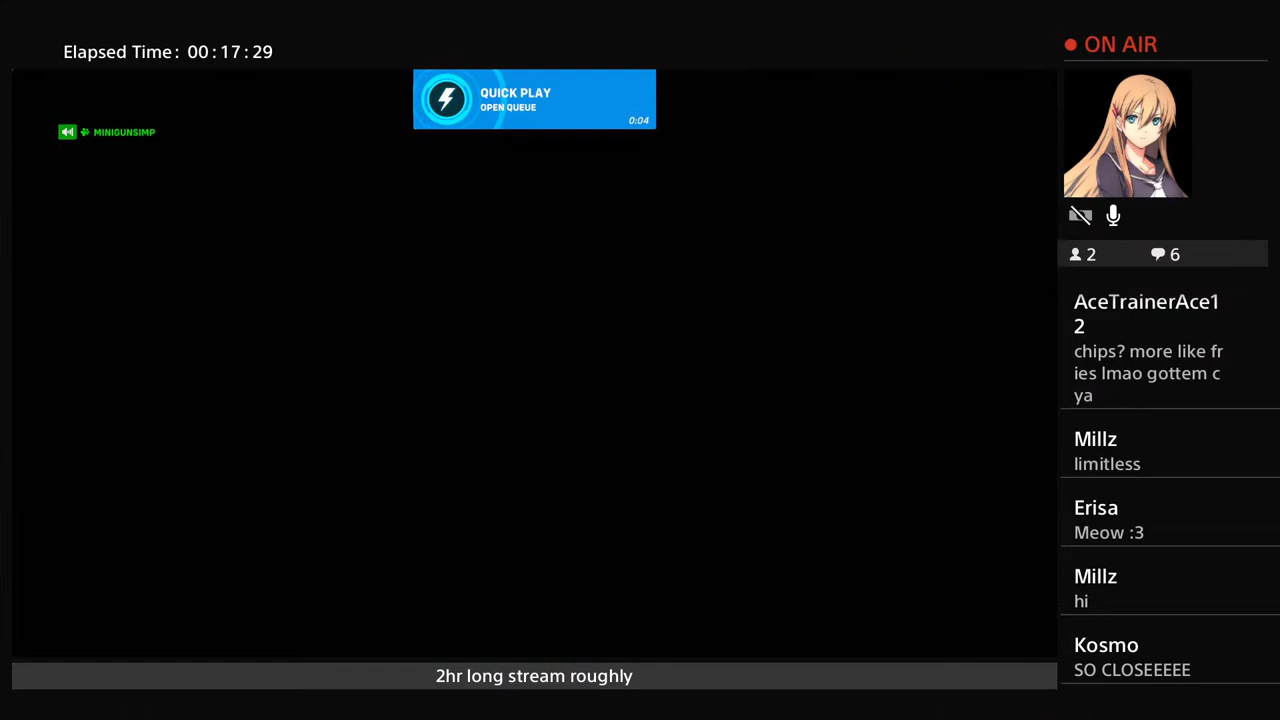 Elapsed Time: 00:17:29
ON AIR
QUICK PLAY
OPEN QUEUE
0:04
MINIGUNSIMP
2
6
AceTrainerAce1
2
chips? more like fr
ies lmao gottem c
ya
Millz
limitless
Erisa
Meow :3
Millz
hi
Kosmo
SO CLOSEEEEE
2hr long stream roughly